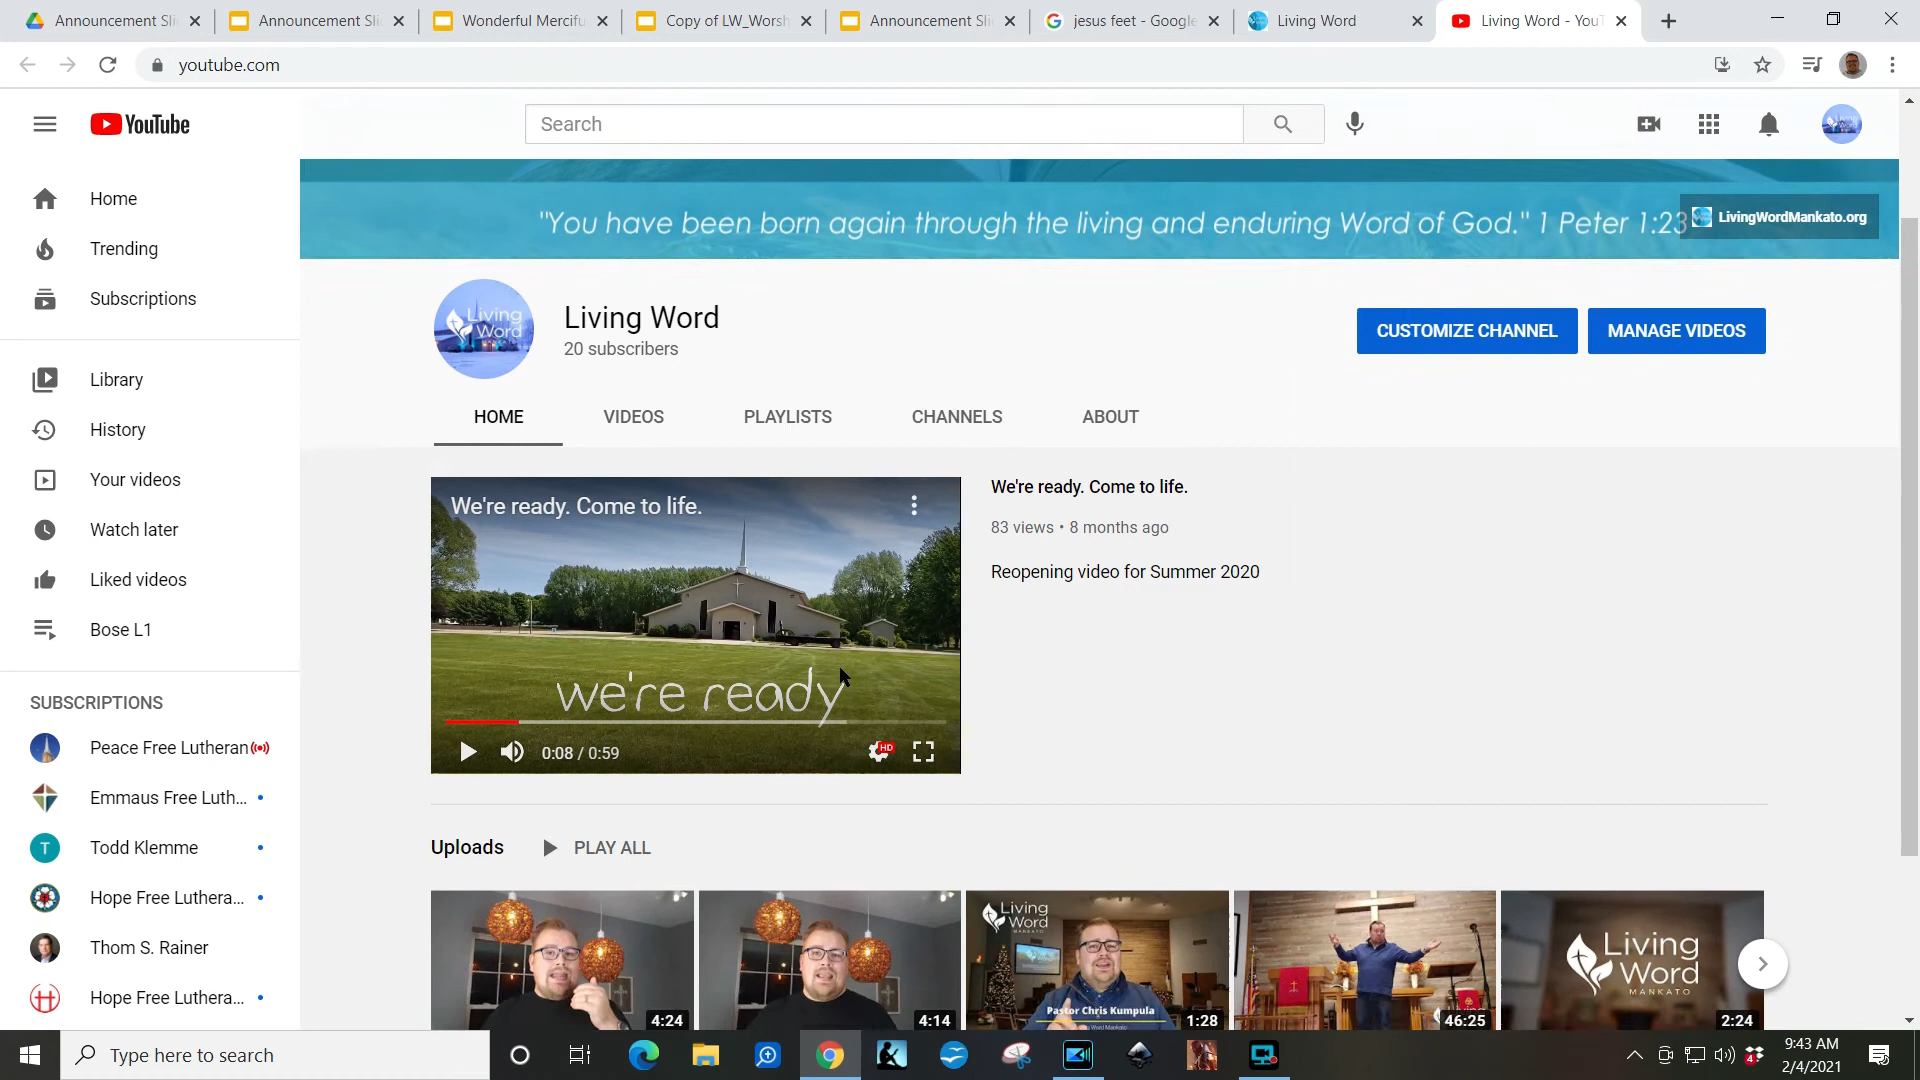 Announcement Sli
Announcement Sli
Wonderful Mercifu
Copy of LW_Worsh
Announcement Sli
jesus feet - Google
Living Word
Living Word - YouT
youtube.com
YouTube
Search
Home
Trending
Subscriptions
Library
History
Your videos
Watch later
Liked videos
Bose L1
SUBSCRIPTIONS
Peace Free Lutheran
Emmaus Free Luth...
T
Todd Klemme
Hope Free Luthera...
Thom S. Rainer
Hope Free Luthera...
"You have been born again through the living and enduring Word of God." 1 Peter 1:23
LivingWordMankato.org
Living
Word
Living Word
20 subscribers
CUSTOMIZE CHANNEL
MANAGE VIDEOS
HOME
VIDEOS
PLAYLISTS
CHANNELS
ABOUT
We're ready. Come to life.
we're ready
0:08 / 0:59
HD
We're ready. Come to life.
83 views • 8 months ago
Reopening video for Summer 2020
Uploads
PLAY ALL
4:24
4:14
Living
Word
MANKATO
Pastor Chris Kumpula
1:28
46:25
Living
Word
MANKATO
2:24
Type here to search
4
9:43 AM
2/4/2021